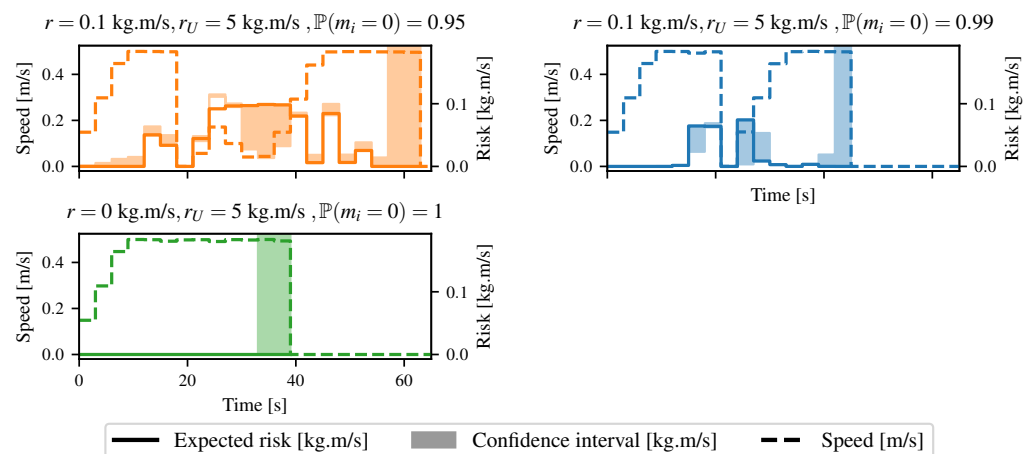 r = 0.1 kg.m/s, r_U = 5 kg.m/s , ℙ(m_i = 0) = 0.95
r = 0.1 kg.m/s, r_U = 5 kg.m/s , ℙ(m_i = 0) = 0.99
Speed [m/s]
0.4
0.2
0.0
0.1
0.0
Risk [kg.m/s]
Speed [m/s]
0.4
0.2
0.0
0.1
0.0
Risk [kg.m/s]
Time [s]
r = 0 kg.m/s, r_U = 5 kg.m/s , ℙ(m_i = 0) = 1
Speed [m/s]
0.4
0.2
0.0
0.1
0.0
Risk [kg.m/s]
0 20 40 60
Time [s]
Expected risk [kg.m/s] Confidence interval [kg.m/s] Speed [m/s]